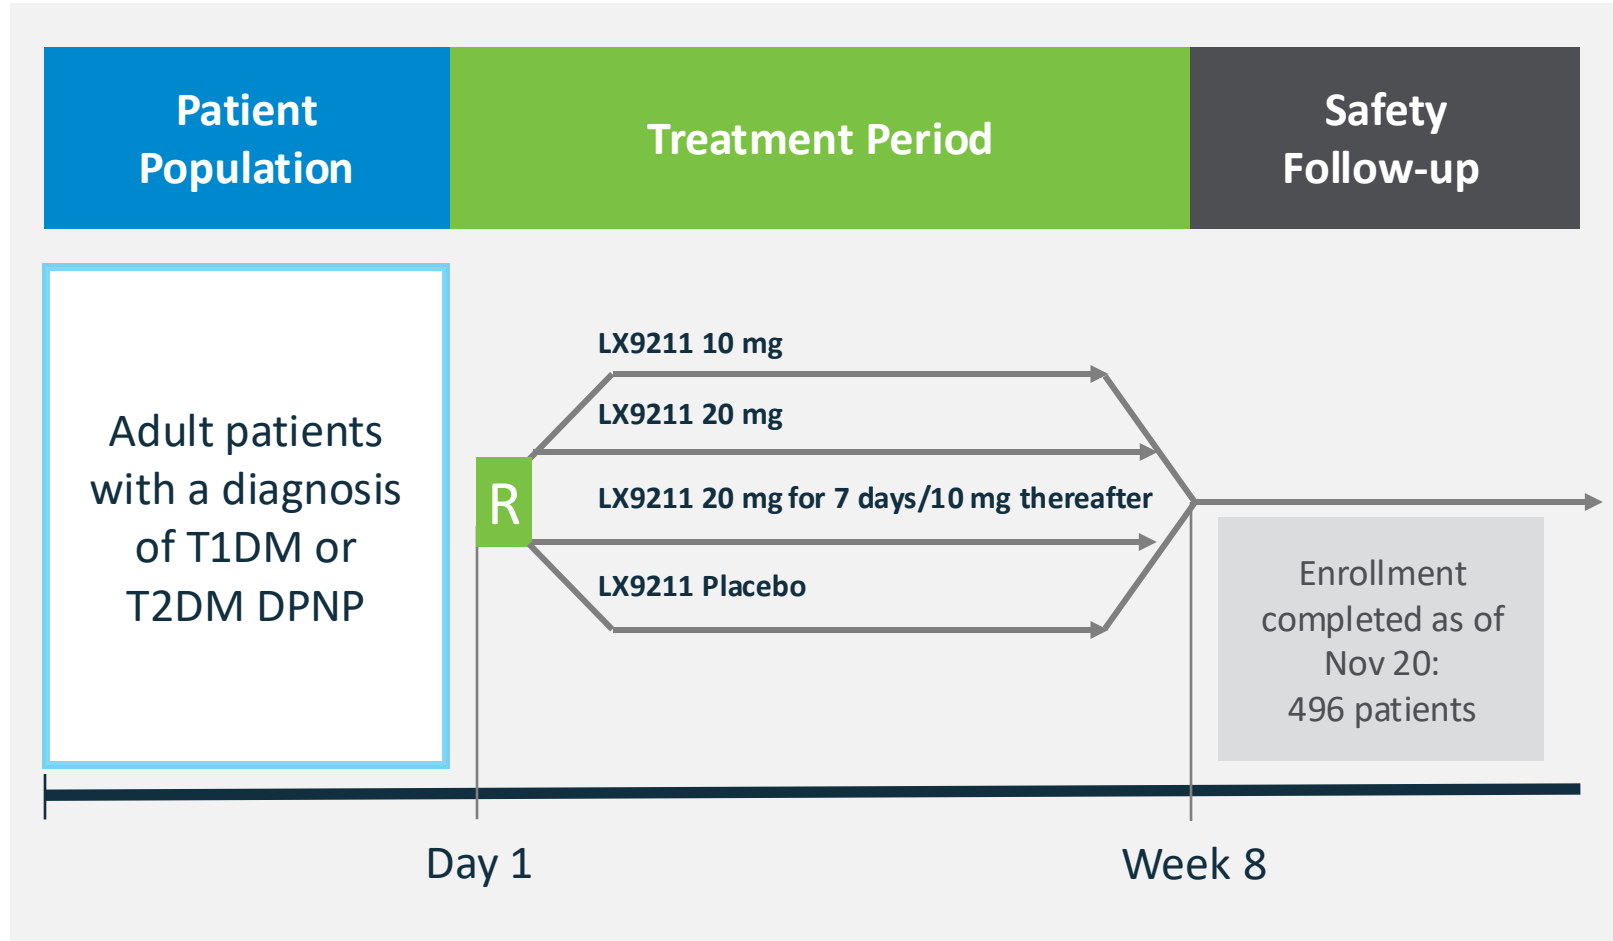 Patient
Population
Treatment Period
Safety
Follow-up
Adult patients
with a diagnosis
of T1DM or
T2DM DPNP
R
LX9211 10 mg
LX9211 20 mg
LX9211 20 mg for 7 days/10 mg thereafter
LX9211 Placebo
Enrollment
completed as of
Nov 20:
496 patients
Day 1
Week 8